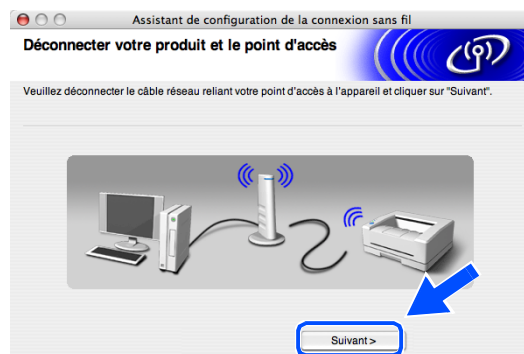 Assistant de configuration de la connexion sans fil
Déconnecter votre produit et le point d'accès
Veuillez déconnecter le câble réseau reliant votre point d'accès à l'appareil et cliquer sur "Suivant".
Suivant >